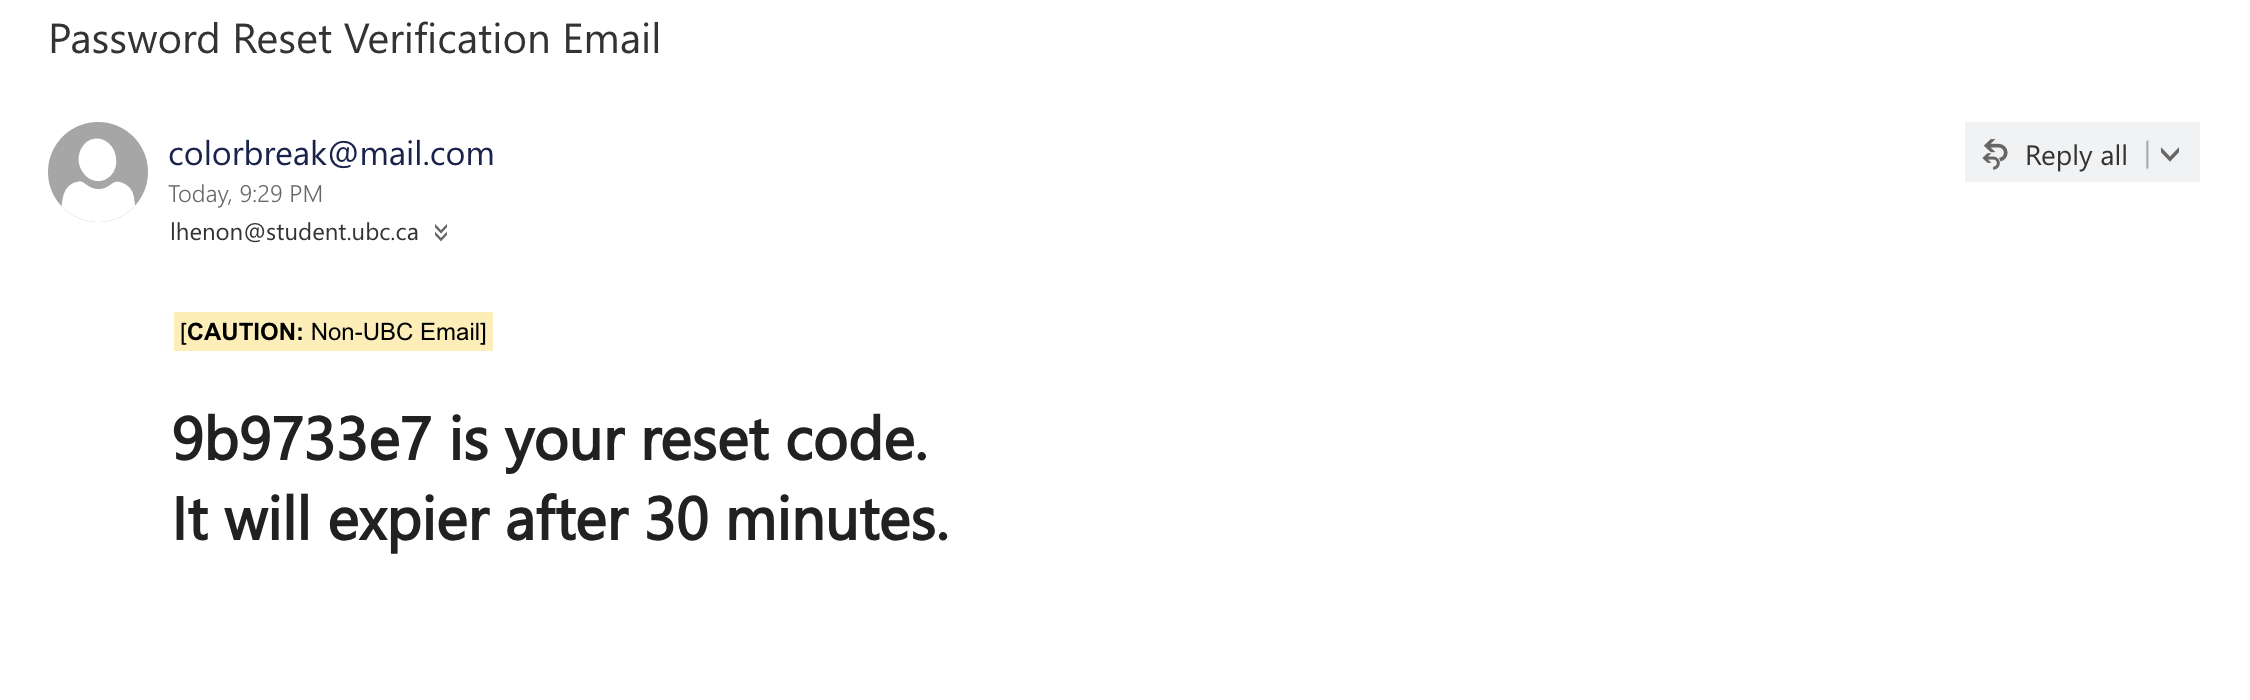 Password Reset Verification Email
colorbreak@mail.com
Reply all
Today, 9:29 PM
lhenon@student.ubc.ca
[CAUTION: Non-UBC Email]
9b9733e7 is your reset code.
It will expier after 30 minutes.